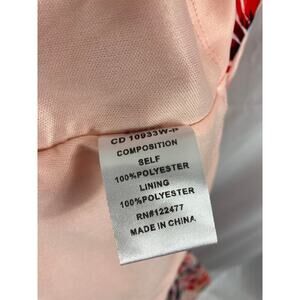 CD 10933W-P
COMPOSITION
SELF
100%POLYESTER
LINING
100%POLYESTER
RN#122477
MADE IN CHINA